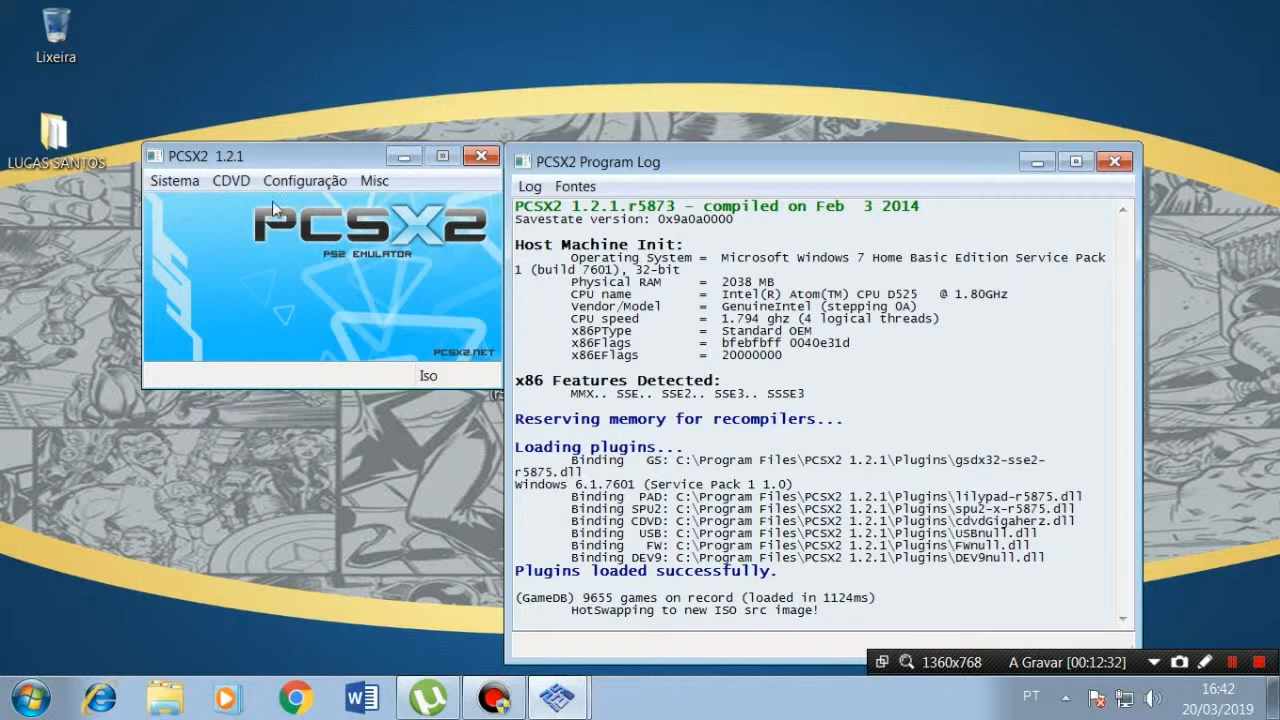 Lixeira
LUCAS SANTOS
PCSX2 1.2.1
Sistema CDVD Configuração Misc
PCSX2
PS2 EMULATOR
PCSX2.NET
Iso
PCSX2 Program Log
Log Fontes
PCSX2 1.2.1.r5873 - compiled on Feb 3 2014
Savestate version: 0x9a0a0000
Host Machine Init:
Operating System = Microsoft Windows 7 Home Basic Edition Service Pack
1 (build 7601), 32-bit
Physical RAM = 2038 MB
CPU name = Intel(R) Atom(TM) CPU D525 @ 1.80GHz
Vendor/Model = GenuineIntel (stepping 0A)
CPU speed = 1.794 ghz (4 logical threads)
x86PType = Standard OEM
x86Flags = bfebfbff 0040e31d
x86EFlags = 20000000
x86 Features Detected:
MMX.. SSE.. SSE2.. SSE3.. SSSE3
Reserving memory for recompilers...
Loading plugins...
Binding GS: C:\Program Files\PCSX2 1.2.1\Plugins\gsdx32-sse2-
r5875.dll
Windows 6.1.7601 (Service Pack 1 1.0)
Binding PAD: C:\Program Files\PCSX2 1.2.1\Plugins\lilypad-r5875.dll
Binding SPU2: C:\Program Files\PCSX2 1.2.1\Plugins\spu2-x-r5875.dll
Binding CDVD: C:\Program Files\PCSX2 1.2.1\Plugins\cdvdGigaherz.dll
Binding USB: C:\Program Files\PCSX2 1.2.1\Plugins\USBnull.dll
Binding FW: C:\Program Files\PCSX2 1.2.1\Plugins\FWnull.dll
Binding DEV9: C:\Program Files\PCSX2 1.2.1\Plugins\DEV9null.dll
Plugins loaded successfully.
(GameDB) 9655 games on record (loaded in 1124ms)
HotSwapping to new ISO src image!
1360x768 A Gravar [00:12:32]
PT
16:42
20/03/2019